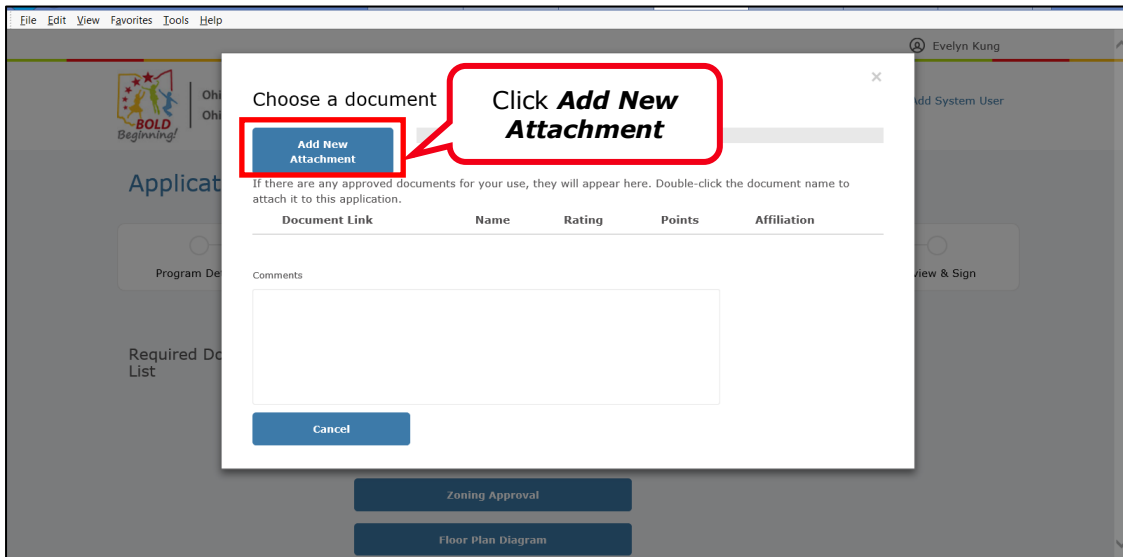 File Edit View Favorites Tools Help
Evelyn Kung
BOLD
Beginning!
Ohi
Ohi
Add System User
×
Choose a document
Click Add New
Attachment
Add New
Attachment
Applicat
If there are any approved documents for your use, they will appear here. Double-click the document name to
attach it to this application.
Document Link Name Rating Points Affiliation
Program De
view & Sign
Comments
Required Do
List
Cancel
Zoning Approval
Floor Plan Diagram